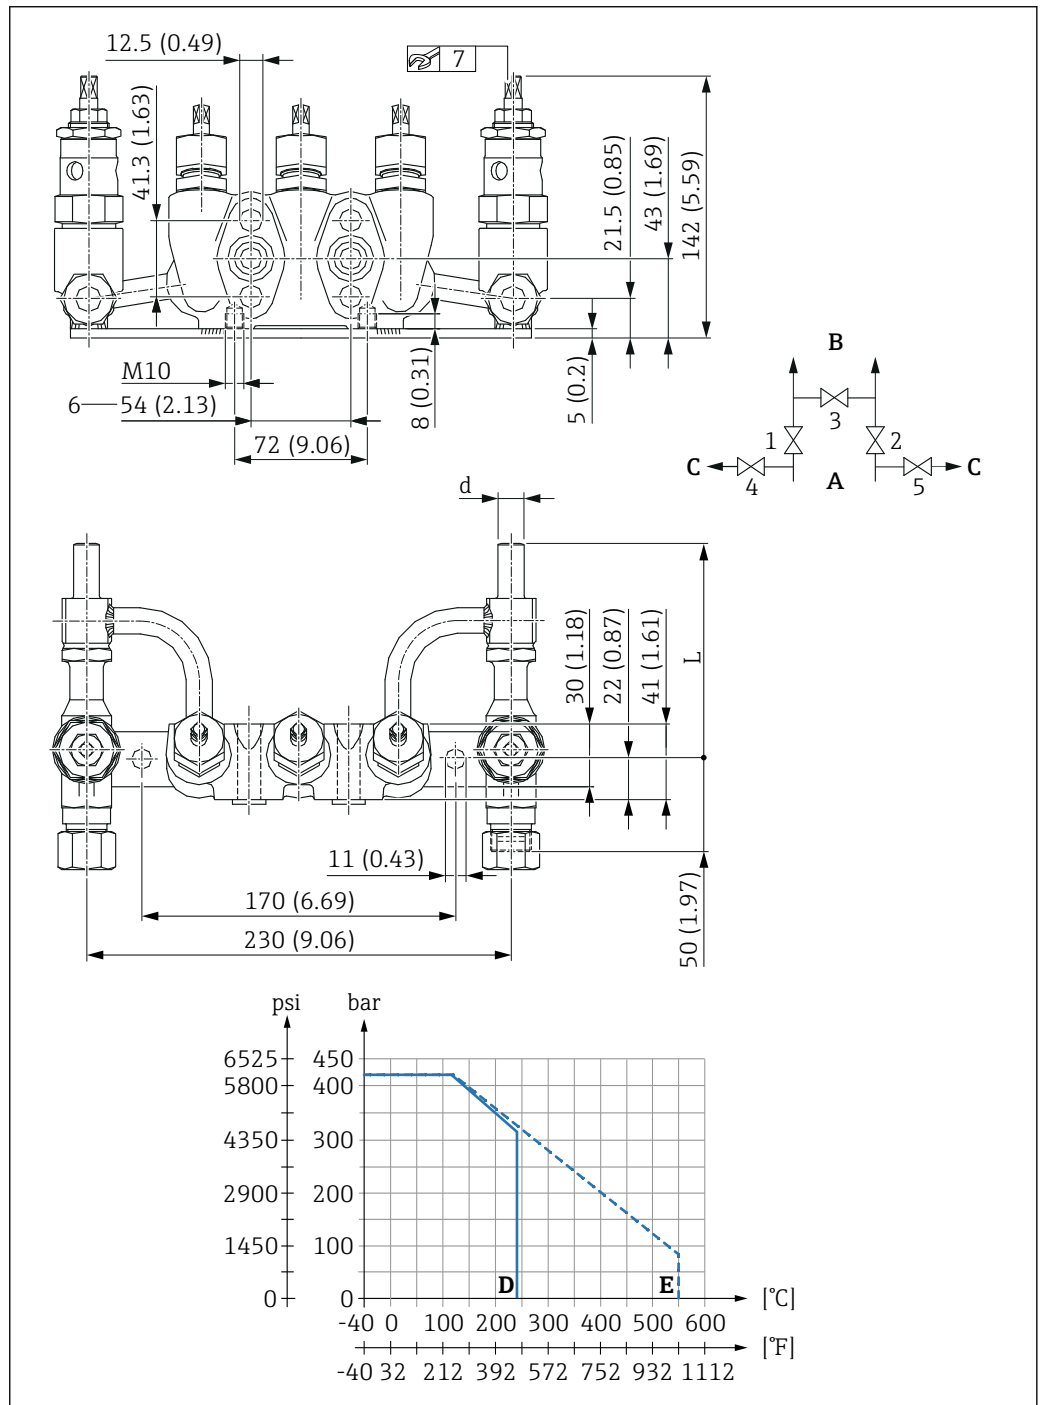 12.5 (0.49)
7
41.3 (1.63)
21.5 (0.85)
43 (1.69)
142 (5.59)
M10
6 54 (2.13)
72 (9.06)
8 (0.31)
5 (0.2)
B
3
1
2
C
C
4
A
5
d
30 (1.18)
22 (0.87)
41 (1.61)
L
11 (0.43)
170 (6.69)
230 (9.06)
50 (1.97)
psi bar
6525 450
5800 400
4350 300
2900 200
1450 100
D E
0 0
[°C]
-40 0 100 200 300 400 500 600
[°F]
-40 32 212 392 572 752 932 1112